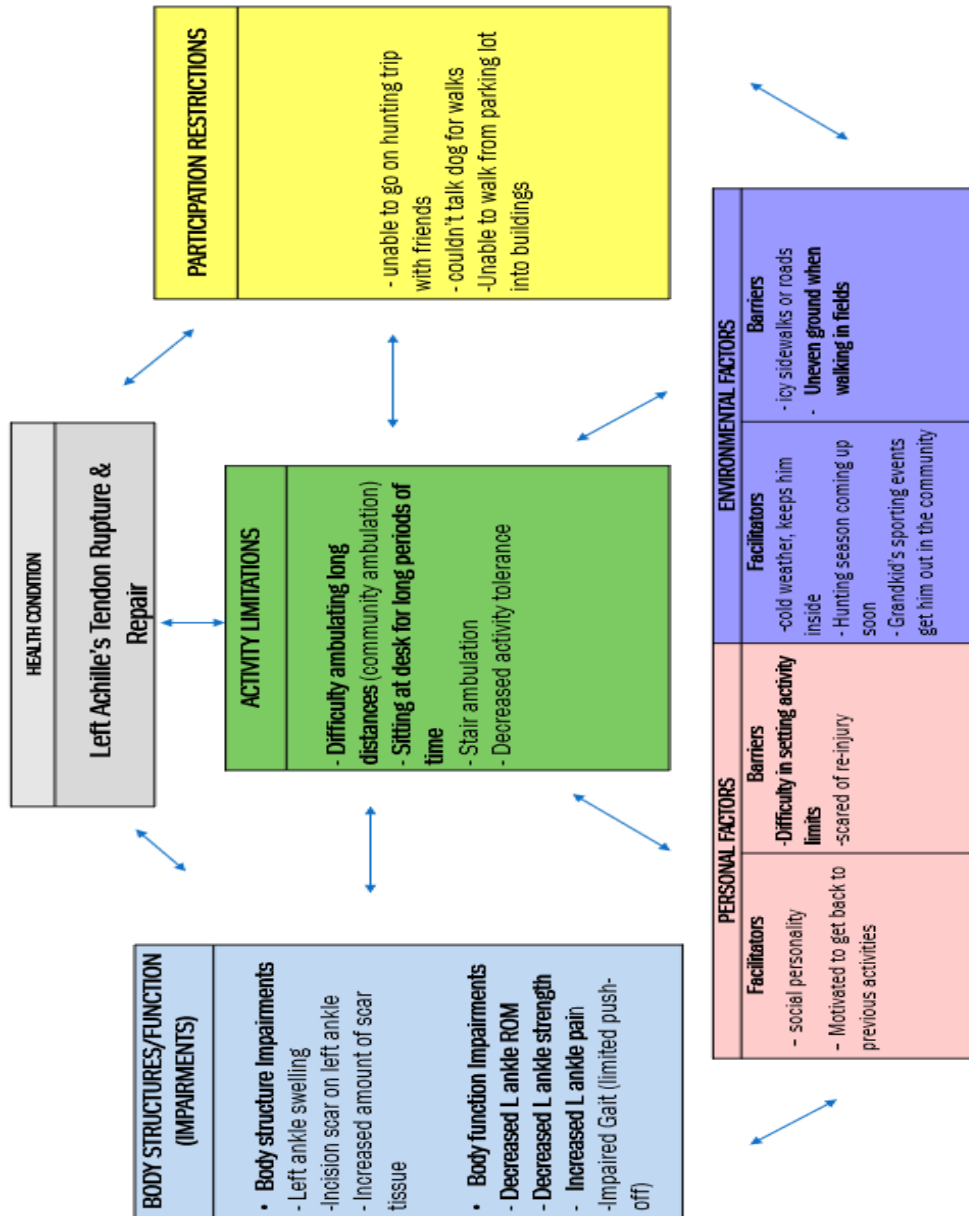 HEALTH CONDITION
Left Achille's Tendon Rupture &
Repair
BODY STRUCTURES/FUNCTION
(IMPAIRMENTS)
• Body structure Impairments
- Left ankle swelling
-Incision scar on left ankle
- Increased amount of scar
tissue
• Body function Impairments
- Decreased L ankle ROM
- Decreased L ankle strength
- Increased L ankle pain
-Impaired Gait (limited push-
off)
ACTIVITY LIMITATIONS
- Difficulty ambulating long
distances (community ambulation)
- Sitting at desk for long periods of
time
- Stair ambulation
- Decreased activity tolerance
PARTICIPATION RESTRICTIONS
- unable to go on hunting trip
with friends
- couldn't talk dog for walks
-Unable to walk from parking lot
into buildings
PERSONAL FACTORS
Facilitators
– social personality
– Motivated to get back to
previous activities
Barriers
-Difficulty in setting activity
limits
-scared of re-injury
ENVIRONMENTAL FACTORS
Facilitators
-cold weather, keeps him
inside
- Hunting season coming up
soon
- Grandkid's sporting events
get him out in the community
Barriers
- icy sidewalks or roads
- Uneven ground when
walking in fields